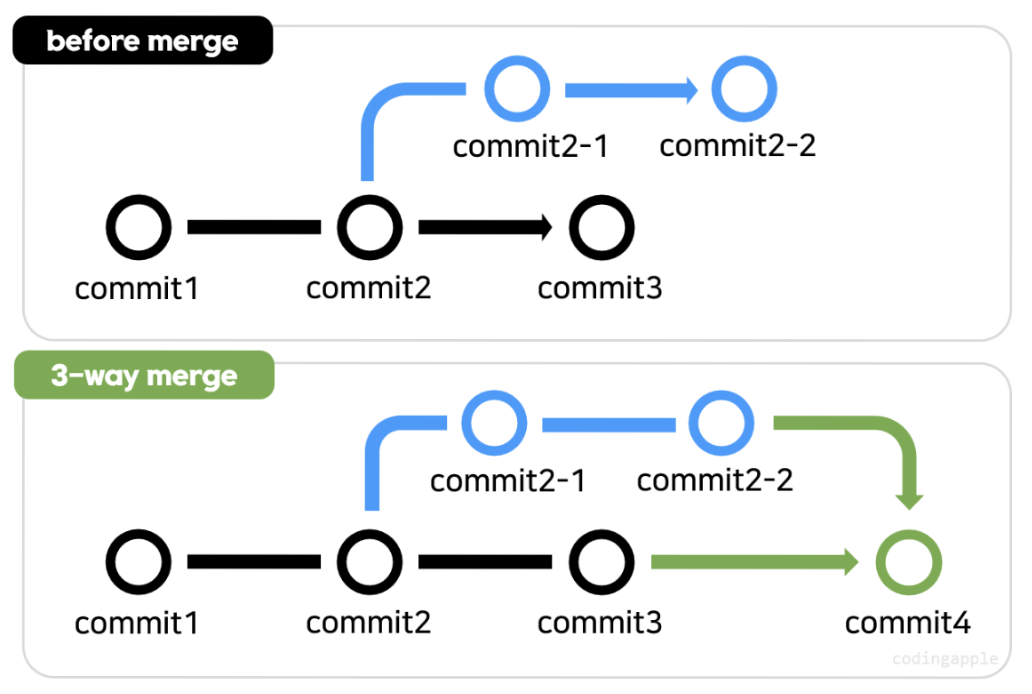 before merge
commit2-1
commit2-2
commit1
commit2
commit3
3-way merge
commit2-1
commit2-2
commit1
commit2
commit3
commit4
codingapple